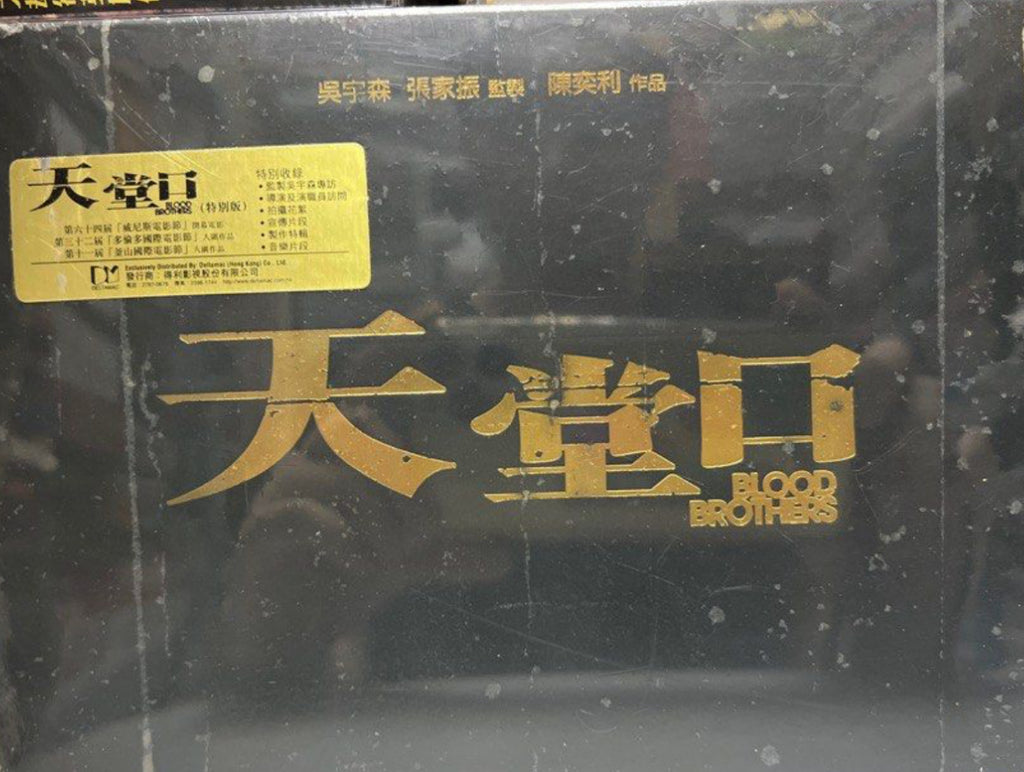 吳宇森 張家振 監製 陳奕利 作品
天堂口
BLOOD
BROTHERS
(特別版)
第六十四屆「威尼斯電影節」閉幕電影
第三十二屆「多倫多國際電影節」入圍作品
第十一屆「釜山國際電影節」入圍作品
特別收錄
•監製吳宇森專訪
•導演及演職員訪問
•拍攝花絮
•宣傳片段
•製作特輯
•音樂片段
DELTAMAC
Exclusively Distributed By: Deltamac (Hong Kong) Co., Ltd.
發行商：得利影視股份有限公司
天堂口
BLOOD
BROTHERS